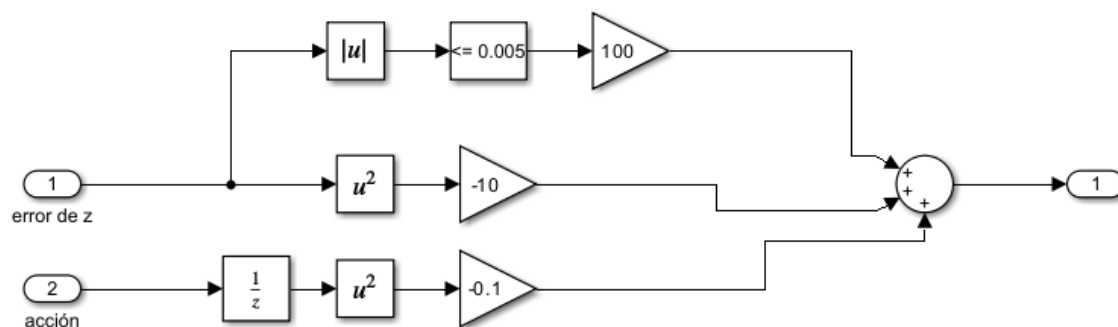 |u|
<= 0.005
100
1
error de z
u²
-10
+
+
+
1
2
acción
1
z
u²
-0.1